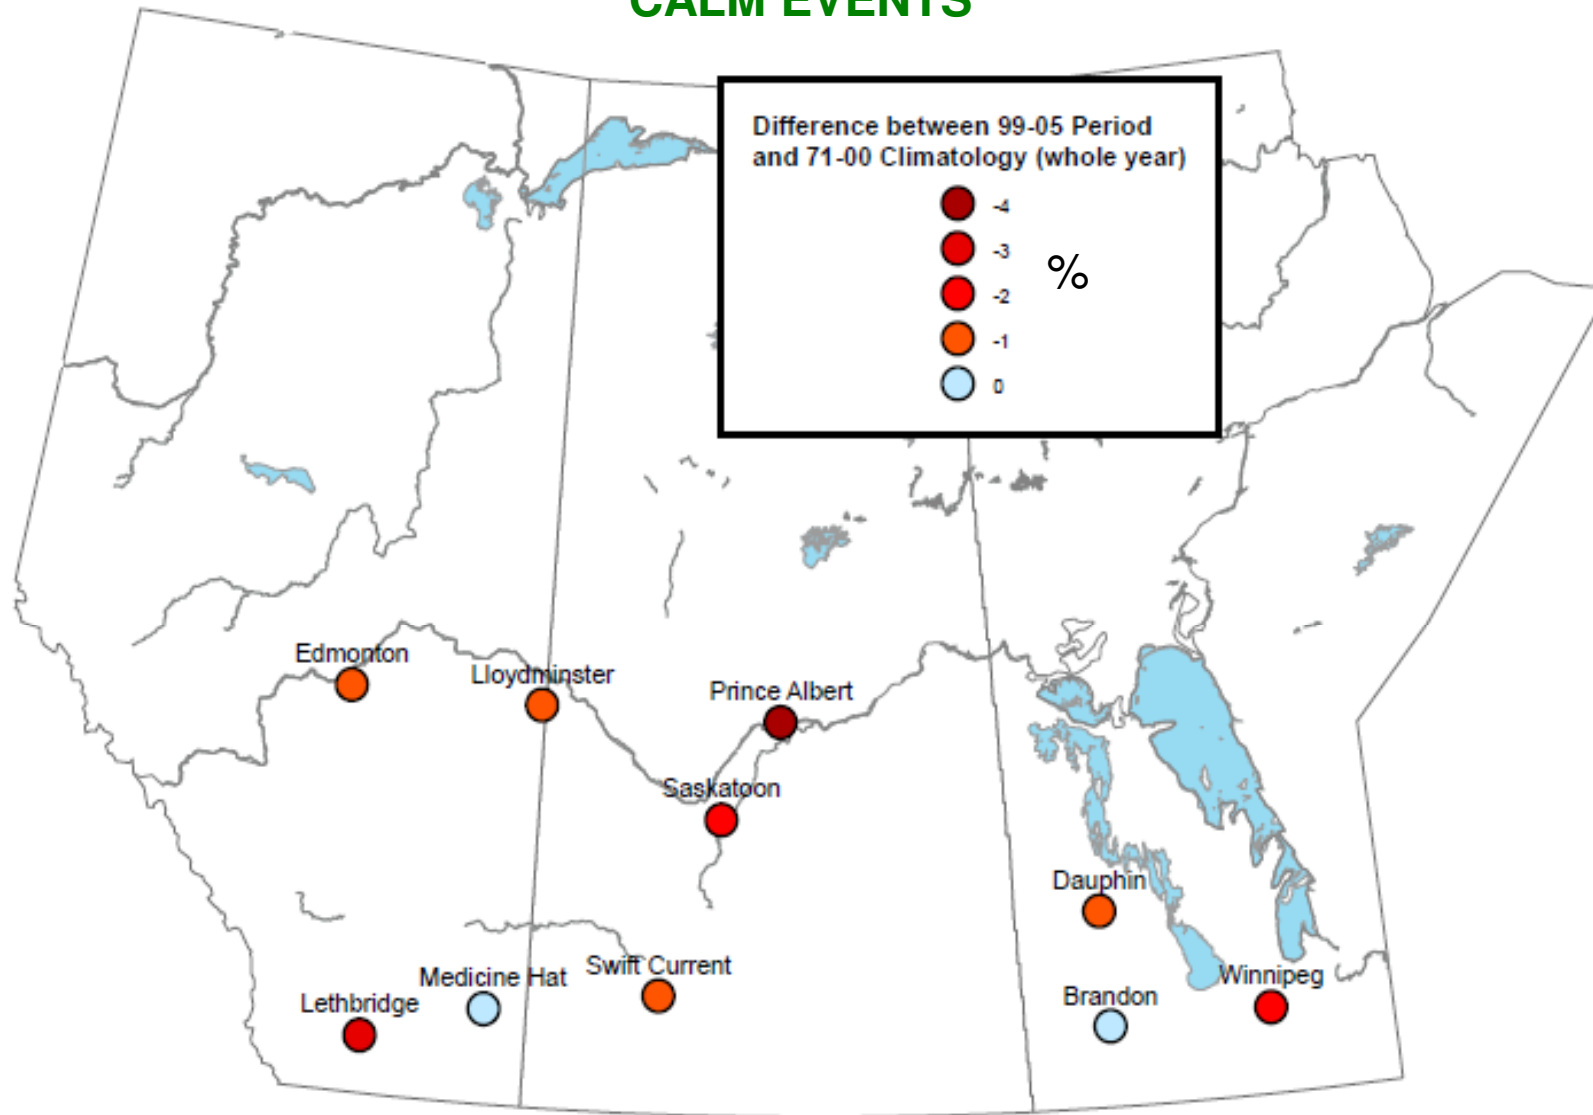 CALM EVENTS
Difference between 99-05 Period
and 71-00 Climatology (whole year)
-4
-3
%
-2
-1
0
Edmonton
Lloydminster
Prince Albert
Saskatoon
Dauphin
Swift Current
Medicine Hat
Winnipeg
Brandon
Lethbridge